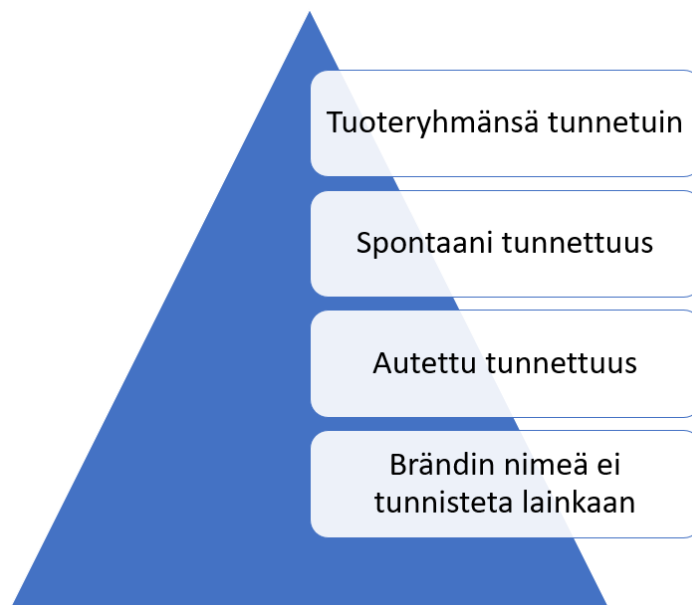 Tuoteryhmänsä tunnetuin
Spontaani tunnettuus
Autettu tunnettuus
Brändin nimeä ei
tunnisteta lainkaan